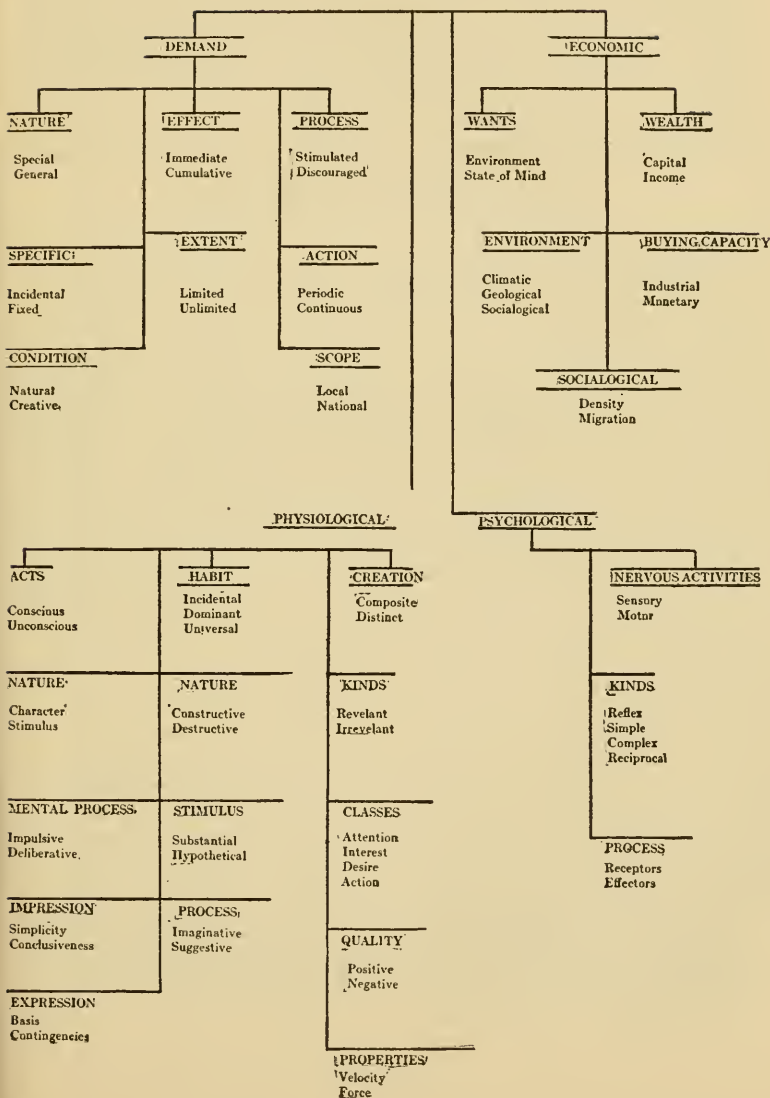 DEMAND
ECONOMIC
NATURE
Special
General
EFFECT
Immediate
Cumulative
PROCESS
Stimulated
Discouraged
WANTS
Environment
State of Mind
WEALTH
Capital
Income
SPECIFIC
Incidental
Fixed
EXTENT
Limited
Unlimited
ACTION
Periodic
Continuous
ENVIRONMENT
Climatic
Geological
Socialogical
BUYING CAPACITY
Industrial
Monetary
CONDITION
Natural
Creative
SCOPE
Local
National
SOCIALOGICAL
Density
Migration
PHYSIOLOGICAL
PSYCHOLOGICAL
ACTS
Conscious
Unconscious
HABIT
Incidental
Dominant
Universal
CREATION
Composite
Distinct
NERVOUS ACTIVITIES
Sensory
Motor
NATURE
Character
Stimulus
NATURE
Constructive
Destructive
KINDS
Revelant
Irrevelant
KINDS
Reflex
Simple
Complex
Reciprocal
MENTAL PROCESS
Impulsive
Deliberative
STIMULUS
Substantial
Hypothetical
CLASSES
Attention
Interest
Desire
Action
PROCESS
Receptors
Effectors
IMPRESSION
Simplicity
Conclusiveness
PROCESS
Imaginative
Suggestive
QUALITY
Positive
Negative
EXPRESSION
Basis
Contingencies
PROPERTIES
Velocity
Force